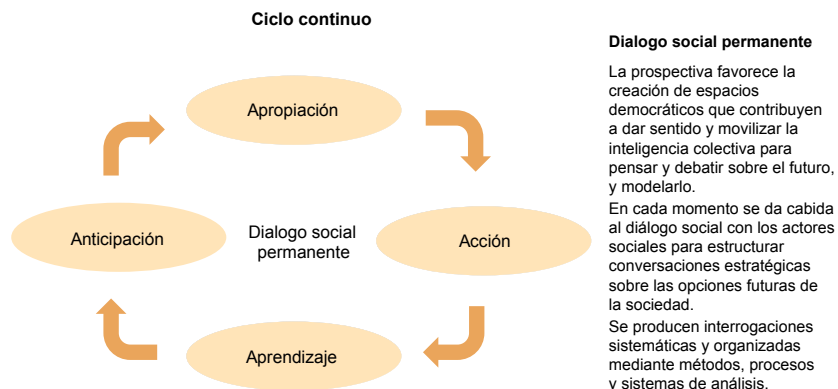 Ciclo continuo
Apropiación
Anticipación
Dialogo social
permanente
Acción
Aprendizaje
Dialogo social permanente
La prospectiva favorece la
creación de espacios
democráticos que contribuyen
a dar sentido y movilizar la
inteligencia colectiva para
pensar y debatir sobre el futuro,
y modelarlo.
En cada momento se da cabida
al diálogo social con los actores
sociales para estructurar
conversaciones estratégicas
sobre las opciones futuras de
la sociedad.
Se producen interrogaciones
sistemáticas y organizadas
mediante métodos, procesos
y sistemas de análisis.